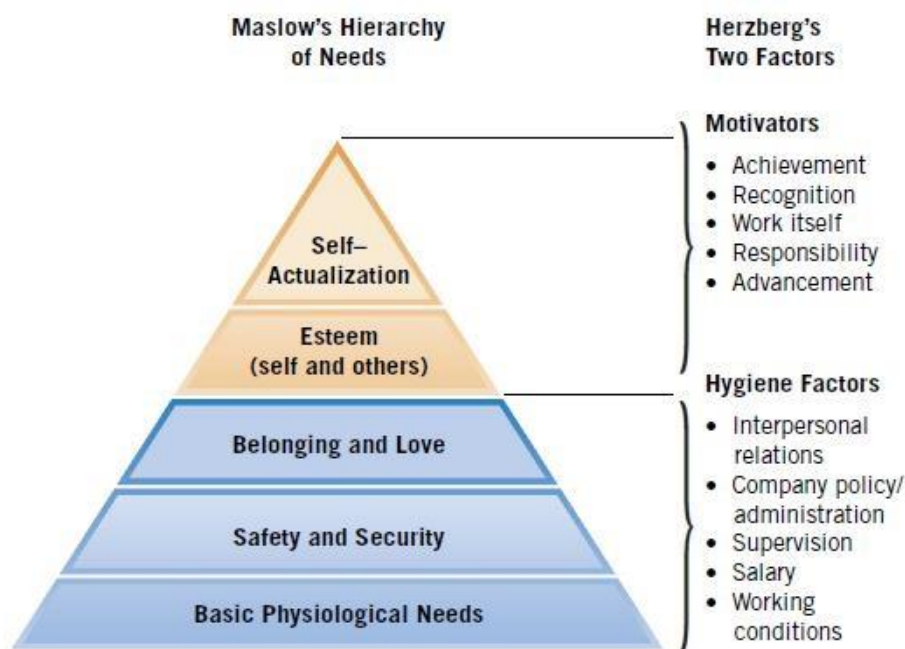 Maslow's Hierarchy
of Needs
Self–
Actualization
Esteem
(self and others)
Belonging and Love
Safety and Security
Basic Physiological Needs
Herzberg's
Two Factors
Motivators
• Achievement
• Recognition
• Work itself
• Responsibility
• Advancement
Hygiene Factors
• Interpersonal
relations
• Company policy/
administration
• Supervision
• Salary
• Working
conditions